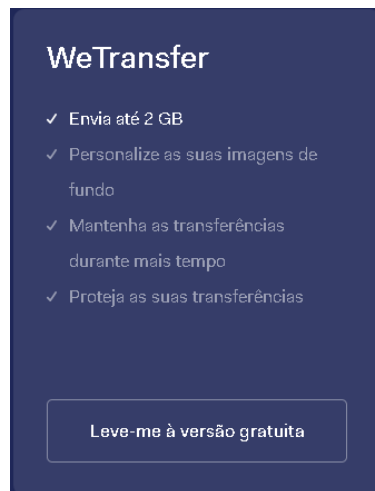 WeTransfer
✓ Envia até 2 GB
✓ Personalize as suas imagens de
fundo
✓ Mantenha as transferências
durante mais tempo
✓ Proteja as suas transferências
Leve-me à versão gratuita